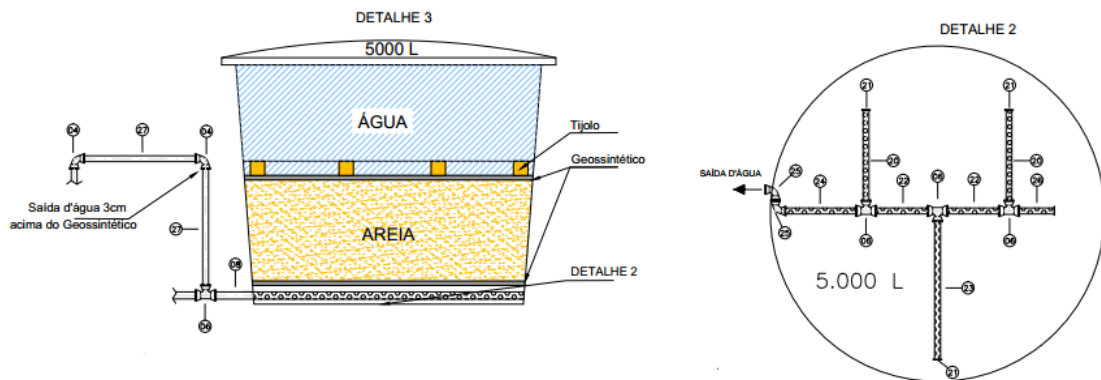 DETALHE 3
5000 L
ÁGUA
Tijolo
Geossintético
04
27
04
Saída d'água 3cm
acima do Geossintético
27
AREIA
08
DETALHE 2
06
DETALHE 2
21
21
20
20
SAÍDA D'ÁGUA
25
24
22
06
22
26
25
06
06
5.000 L
23
21